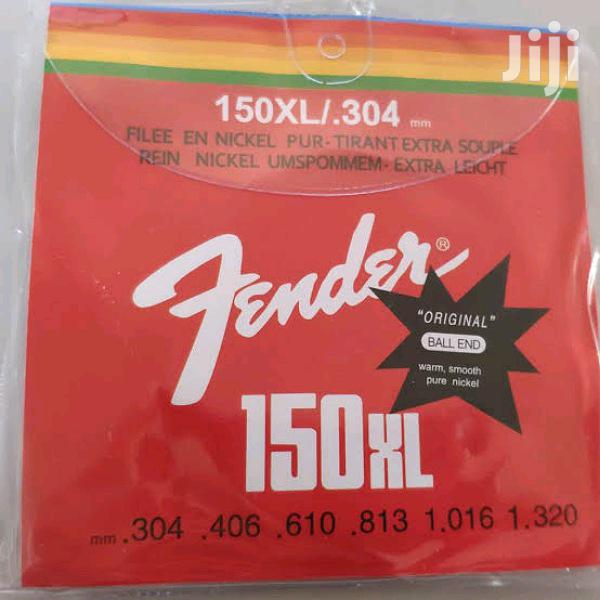 Jiji
150XL/.304 mm
FILEE EN NICKEL PUR-TIRANT EXTRA SOUPLE
REIN NICKEL UMSPOMMEM- EXTRA LEICHT
Fender®
"ORIGINAL"
BALL END
warm, smooth
pure nickel
150XL
mm .304 .406 .610 .813 1.016 1.320